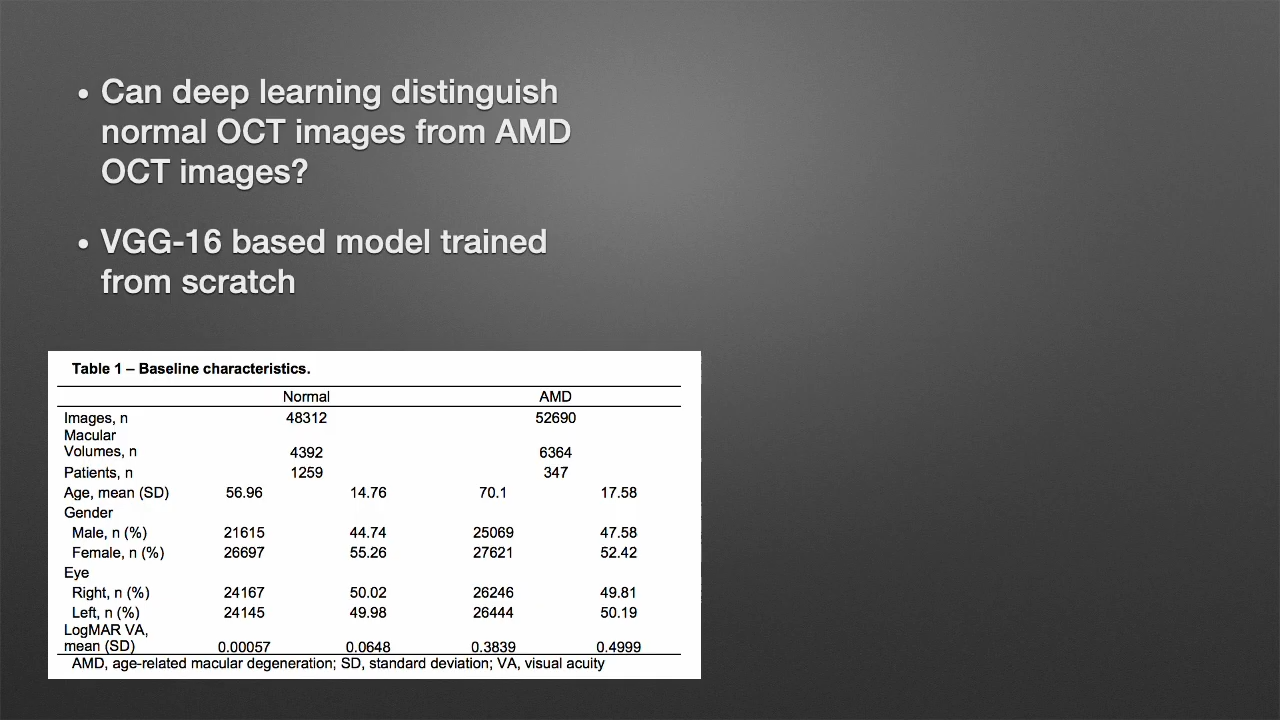 • Can deep learning distinguish
normal OCT images from AMD
OCT images?
• VGG-16 based model trained
from scratch
Table 1 – Baseline characteristics.
Normal AMD
Images, n 48312 52690
Macular
Volumes, n 4392 6364
Patients, n 1259 347
Age, mean (SD) 56.96 14.76 70.1 17.58
Gender
Male, n (%) 21615 44.74 25069 47.58
Female, n (%) 26697 55.26 27621 52.42
Eye
Right, n (%) 24167 50.02 26246 49.81
Left, n (%) 24145 49.98 26444 50.19
LogMAR VA,
mean (SD) 0.00057 0.0648 0.3839 0.4999
AMD, age-related macular degeneration; SD, standard deviation; VA, visual acuity